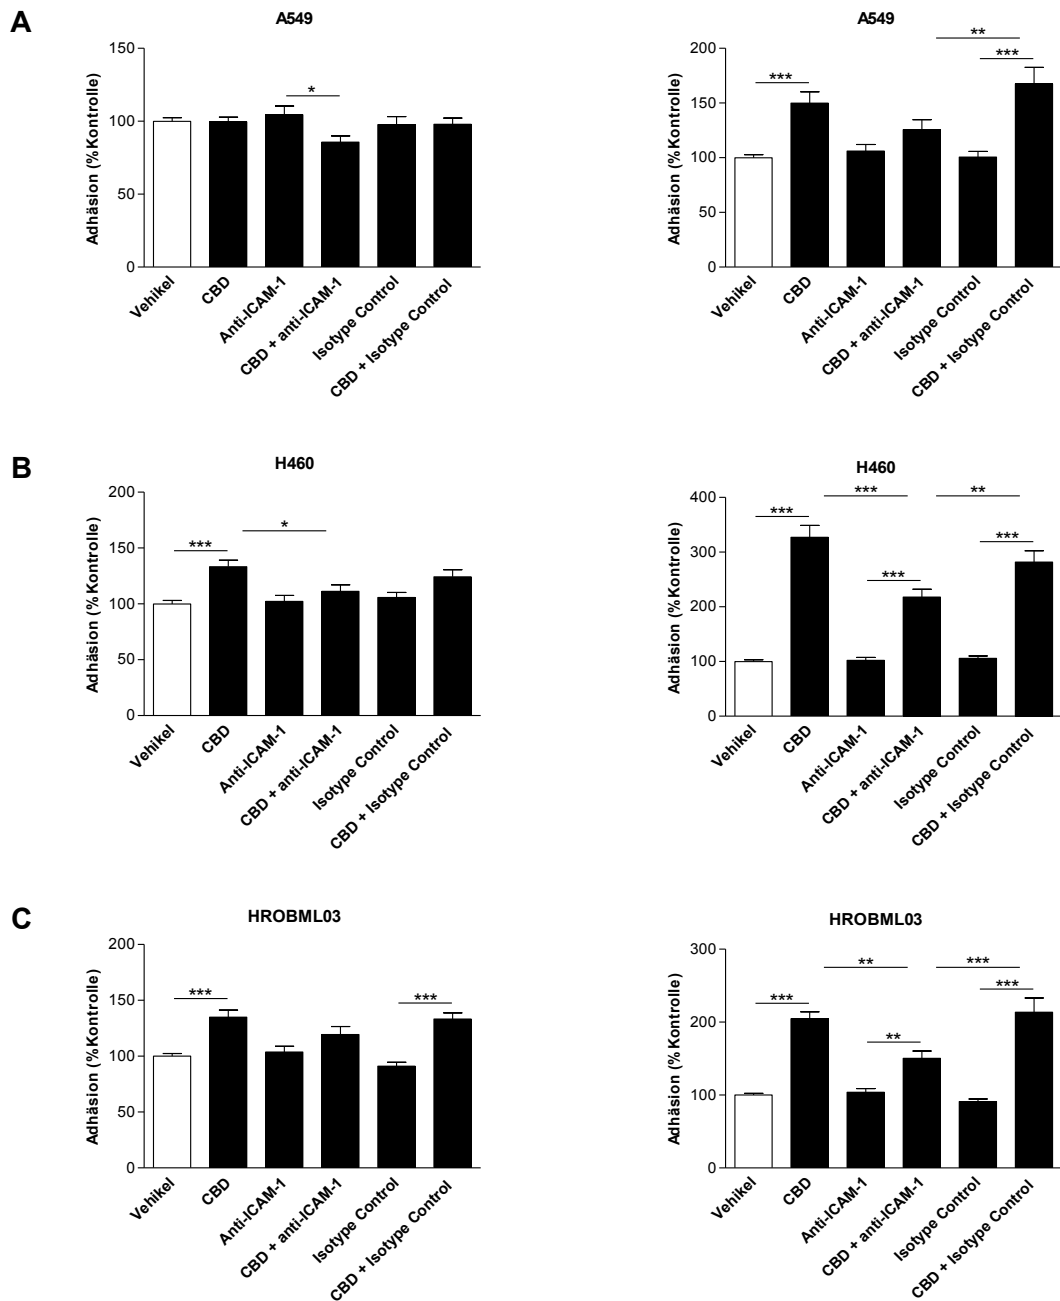 A
A549
Adhäsion (% Kontrolle)
150
100
50
0
*
Vehikel
CBD
Anti-ICAM-1
CBD + anti-ICAM-1
Isotype Control
CBD + Isotype Control
A549
Adhäsion (% Kontrolle)
200
150
100
50
0
***
**
***
Vehikel
CBD
Anti-ICAM-1
CBD + anti-ICAM-1
Isotype Control
CBD + Isotype Control
B
H460
Adhäsion (% Kontrolle)
200
150
100
50
0
***
*
Vehikel
CBD
Anti-ICAM-1
CBD + anti-ICAM-1
Isotype Control
CBD + Isotype Control
H460
Adhäsion (% Kontrolle)
400
300
200
100
0
***
***
***
**
***
Vehikel
CBD
Anti-ICAM-1
CBD + anti-ICAM-1
Isotype Control
CBD + Isotype Control
C
HROBML03
Adhäsion (% Kontrolle)
200
150
100
50
0
***
***
Vehikel
CBD
Anti-ICAM-1
CBD + anti-ICAM-1
Isotype Control
CBD + Isotype Control
HROBML03
Adhäsion (% Kontrolle)
300
200
100
0
***
**
**
***
***
Vehikel
CBD
Anti-ICAM-1
CBD + anti-ICAM-1
Isotype Control
CBD + Isotype Control